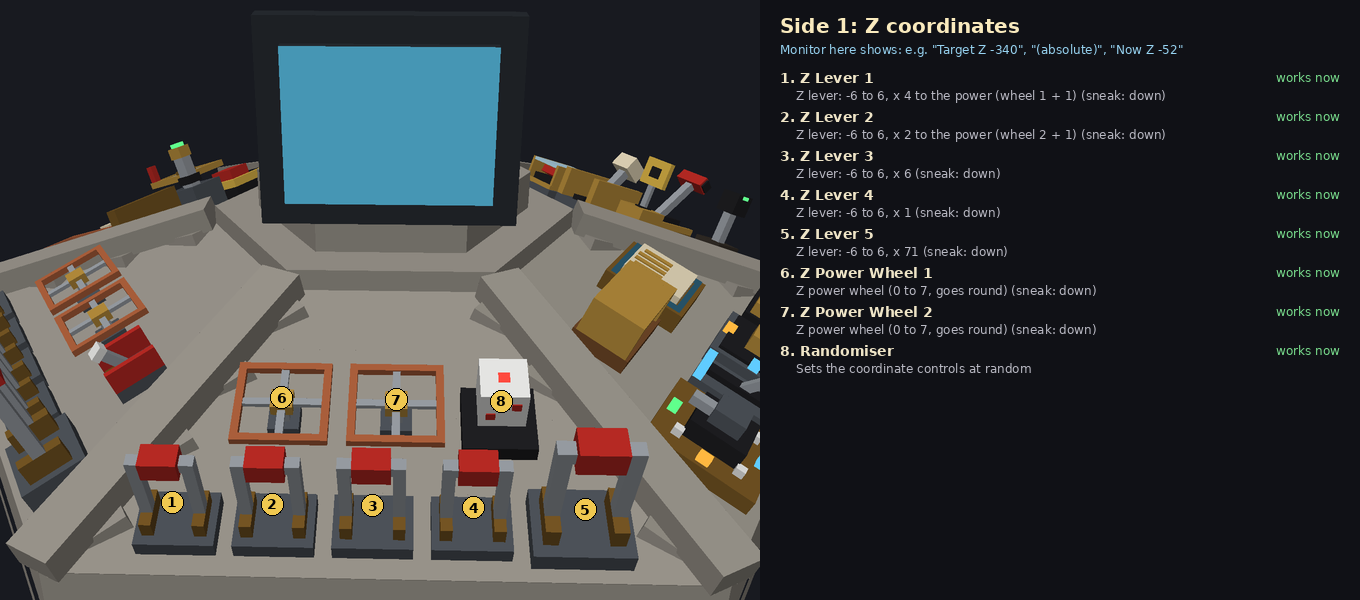 Side 1: Z coordinates
Monitor here shows: e.g. "Target Z -340", "(absolute)", "Now Z -52"
1. Z Lever 1 works now
Z lever: -6 to 6, x 4 to the power (wheel 1 + 1) (sneak: down)
2. Z Lever 2 works now
Z lever: -6 to 6, x 2 to the power (wheel 2 + 1) (sneak: down)
3. Z Lever 3 works now
Z lever: -6 to 6, x 6 (sneak: down)
4. Z Lever 4 works now
Z lever: -6 to 6, x 1 (sneak: down)
5. Z Lever 5 works now
Z lever: -6 to 6, x 71 (sneak: down)
6. Z Power Wheel 1 works now
Z power wheel (0 to 7, goes round) (sneak: down)
7. Z Power Wheel 2 works now
Z power wheel (0 to 7, goes round) (sneak: down)
8. Randomiser works now
Sets the coordinate controls at random
6 7 8
1 2 3 4 5